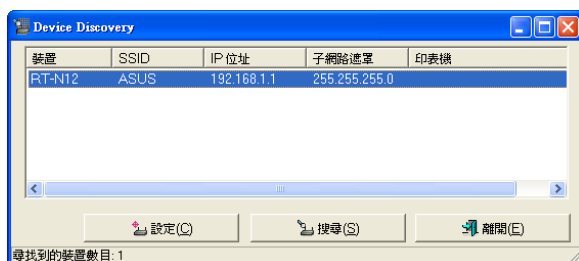 Device Discovery
裝置 SSID IP 位址 子網路遮罩 印表機
RT-N12 ASUS 192.168.1.1 255.255.255.0
設定(C) 搜尋(S) 離開(E)
尋找到的裝置數目: 1